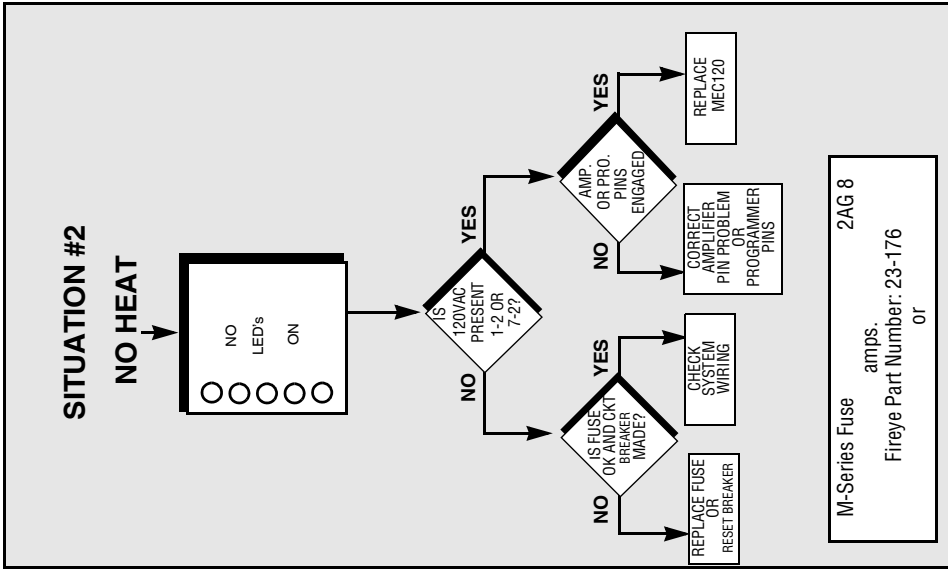 SITUATION #2
NO HEAT
NO
LED's
ON
IS
120VAC
PRESENT
1-2 OR
7-2?
NO
YES
IS FUSE
OK AND CKT
BREAKER
MADE?
NO
YES
REPLACE FUSE
OR
RESET BREAKER
CHECK
SYSTEM
WIRING
AMP.
OR PRO.
PINS
ENGAGED
NO
YES
CORRECT
AMPLIFIER
PIN PROBLEM
OR
PROGRAMMER
PINS
REPLACE
MEC120
M-Series Fuse 2AG 8
amps.
Fireye Part Number: 23-176
or